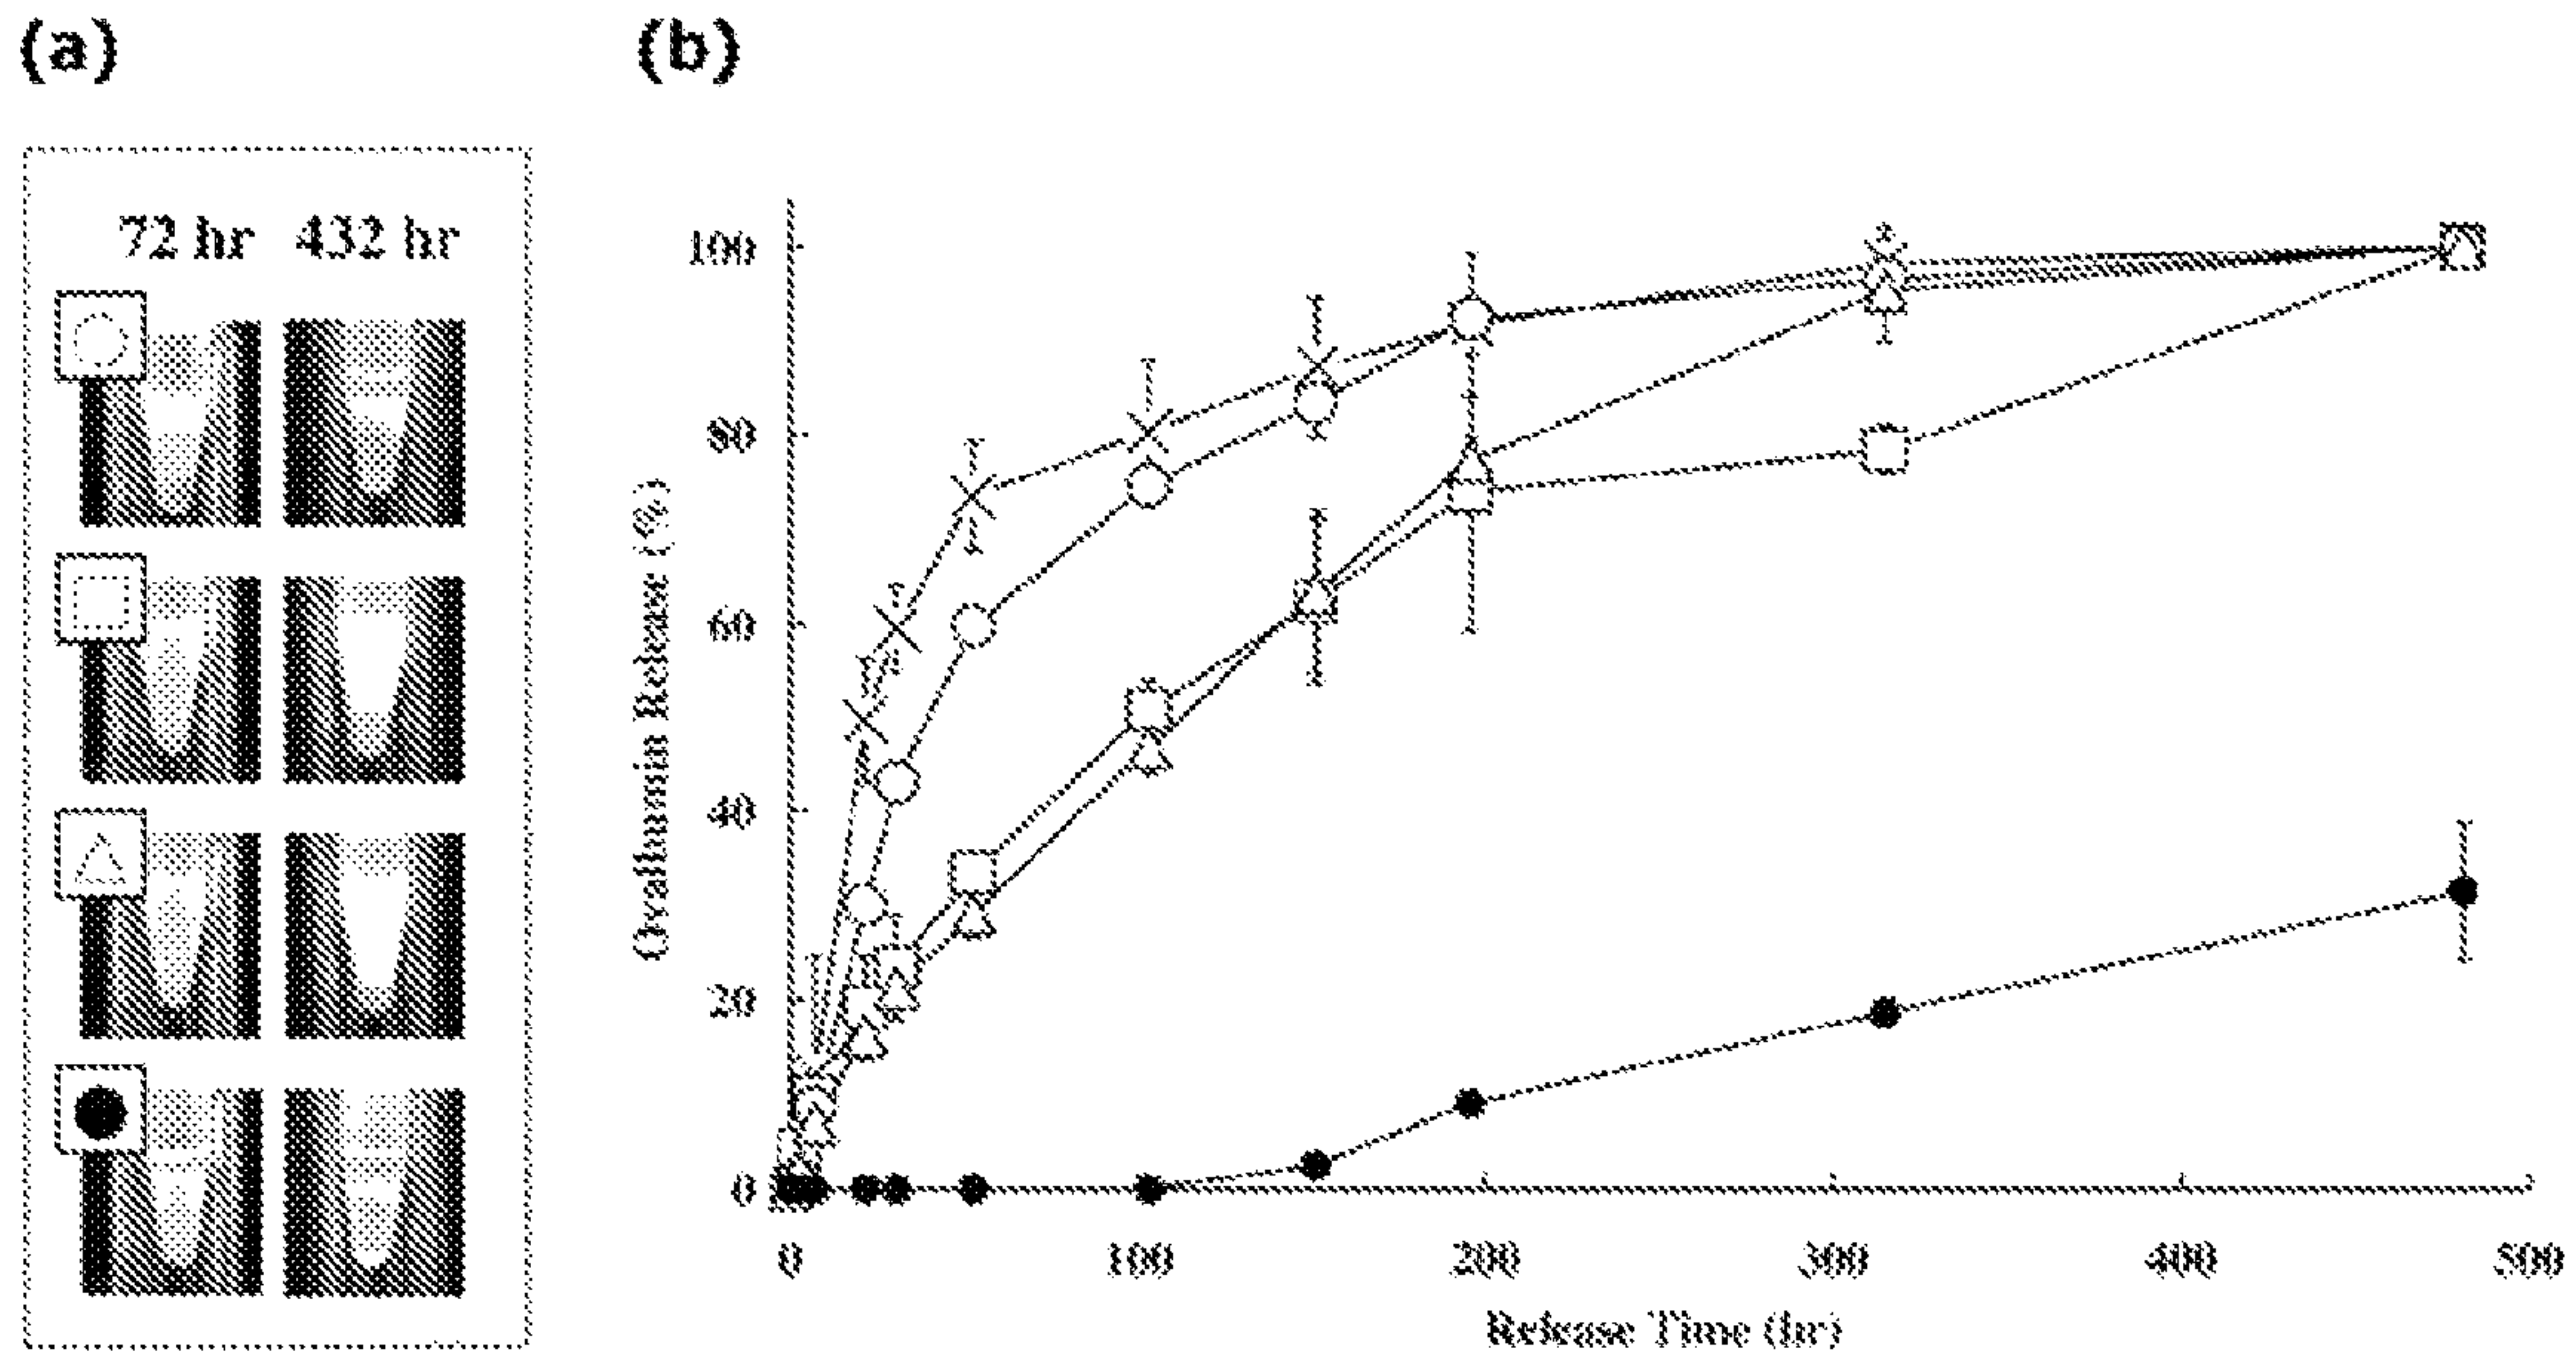 (a)
(b)
72 hr 432 hr
Ovalbumin Release (%)
100
80
60
40
20
0
0 100 200 300 400 500
Release Time (hr)